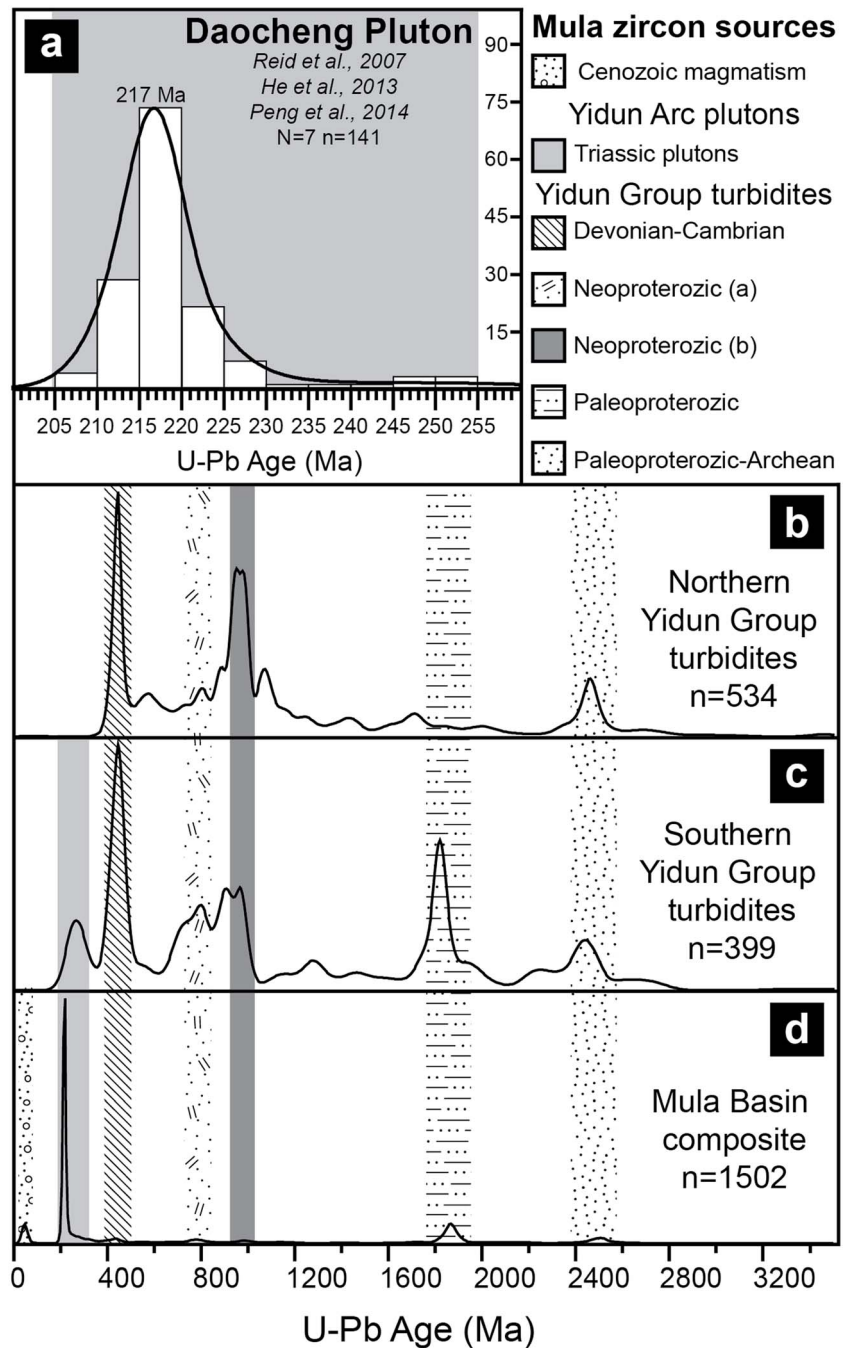 a
Daocheng Pluton
Reid et al., 2007
He et al., 2013
Peng et al., 2014
N=7 n=141
217 Ma
90
75
60
45
30
15
205 210 215 220 225 230 235 240 245 250 255
U-Pb Age (Ma)
Mula zircon sources
Cenozoic magmatism
Yidun Arc plutons
Triassic plutons
Yidun Group turbidites
Devonian-Cambrian
Neoproterozic (a)
Neoproterozic (b)
Paleoproterozic
Paleoproterozic-Archean
b
Northern
Yidun Group
turbidites
n=534
c
Southern
Yidun Group
turbidites
n=399
d
Mula Basin
composite
n=1502
0 400 800 1200 1600 2000 2400 2800 3200
U-Pb Age (Ma)